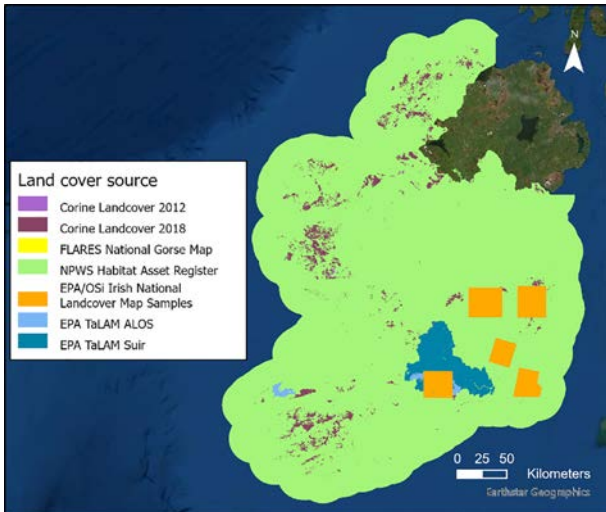 N
Land cover source
Corine Landcover 2012
Corine Landcover 2018
FLARES National Gorse Map
NPWS Habitat Asset Register
EPA/OSi Irish National
Landcover Map Samples
EPA TaLAM ALOS
EPA TaLAM Suir
0 25 50
Kilometers
Earthstar Geographics